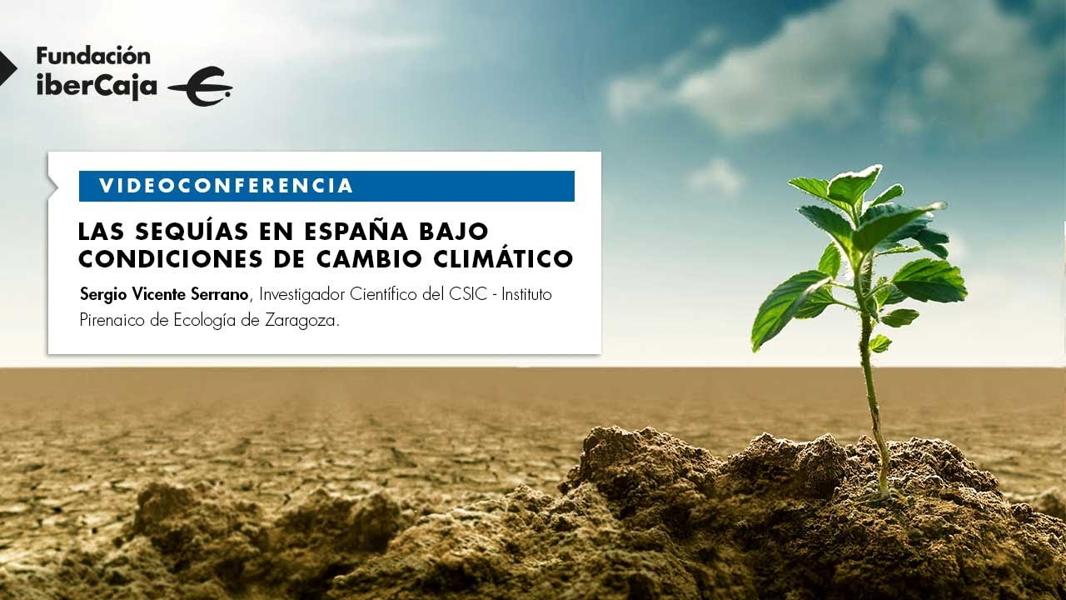 Fundación
iberCaja
VIDEOCONFERENCIA
LAS SEQUÍAS EN ESPAÑA BAJO
CONDICIONES DE CAMBIO CLIMÁTICO
Sergio Vicente Serrano, Investigador Científico del CSIC - Instituto
Pirenaico de Ecología de Zaragoza.